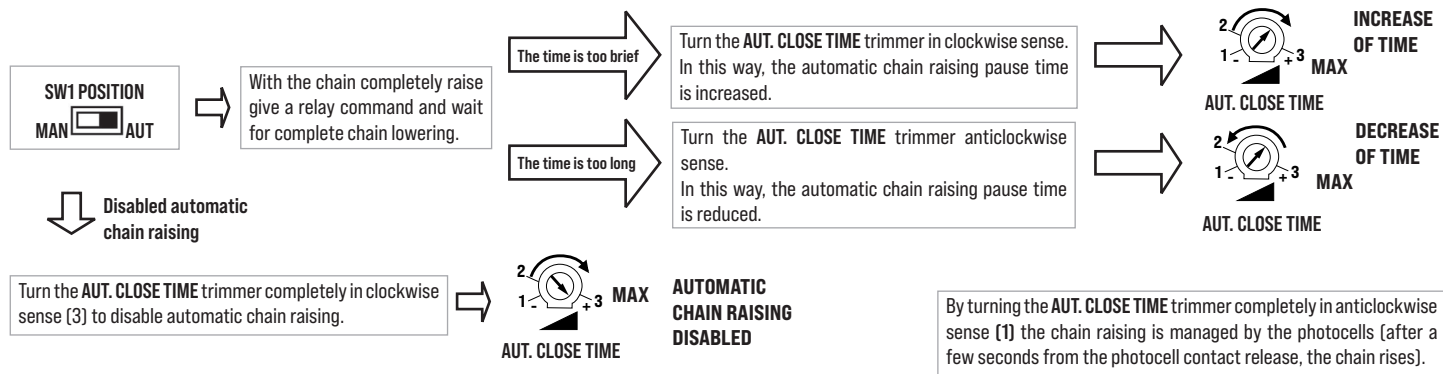 SW1 POSITION
MAN AUT
With the chain completely raise
give a relay command and wait
for complete chain lowering.
The time is too brief
Turn the AUT. CLOSE TIME trimmer in clockwise sense.
In this way, the automatic chain raising pause time
is increased.
2
1 - + 3 MAX
AUT. CLOSE TIME
INCREASE
OF TIME
The time is too long
Turn the AUT. CLOSE TIME trimmer anticlockwise
sense.
In this way, the automatic chain raising pause time
is reduced.
2
1 - + 3 MAX
AUT. CLOSE TIME
DECREASE
OF TIME
Disabled automatic
chain raising
Turn the AUT. CLOSE TIME trimmer completely in clockwise
sense (3) to disable automatic chain raising.
2
1 - + 3 MAX
AUT. CLOSE TIME
AUTOMATIC
CHAIN RAISING
DISABLED
By turning the AUT. CLOSE TIME trimmer completely in anticlockwise
sense (1) the chain raising is managed by the photocells (after a
few seconds from the photocell contact release, the chain rises).